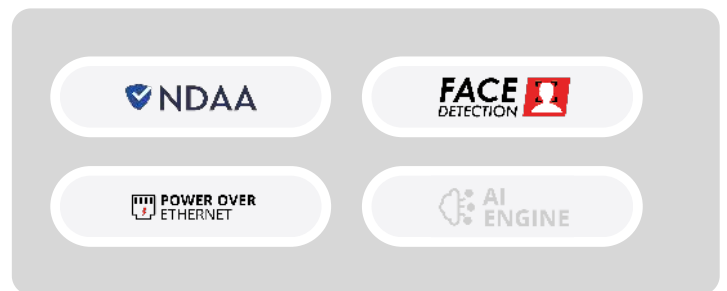 NDAA
FACE
DETECTION
POWER OVER
ETHERNET
AI
ENGINE